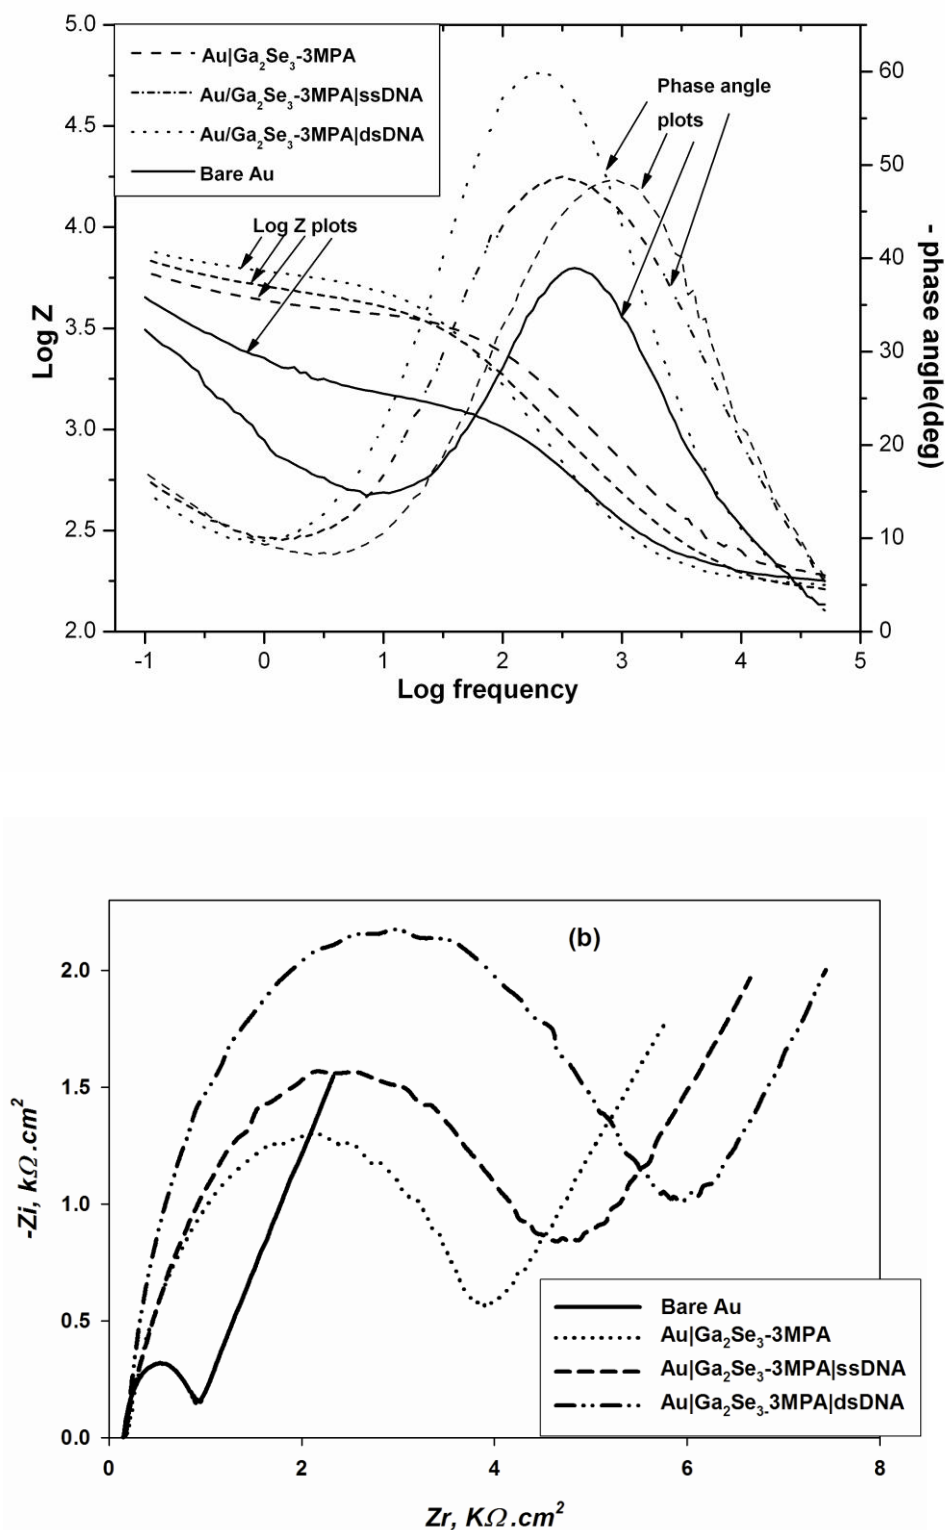 5.0
4.5
4.0
3.5
3.0
2.5
2.0
Log Z
Au|Ga₂Se₃-3MPA
Au/Ga₂Se₃-3MPA|ssDNA
Au/Ga₂Se₃-3MPA|dsDNA
Bare Au
Log Z plots
Phase angle
plots
60
50
40
30
20
10
0
- phase angle(deg)
-1 0 1 2 3 4 5
Log frequency
(b)
2.0
1.5
1.0
0.5
0.0
-Zi, kΩ.cm²
Bare Au
Au|Ga₂Se₃-3MPA
Au|Ga₂Se₃-3MPA|ssDNA
Au|Ga₂Se₃-3MPA|dsDNA
0 2 4 6 8
Zr, KΩ.cm²